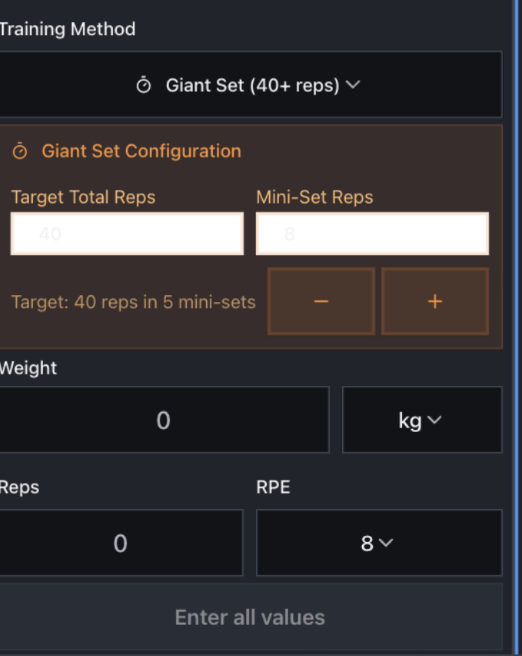 Training Method
Giant Set (40+ reps)
Giant Set Configuration
Target Total Reps Mini-Set Reps
40 8
Target: 40 reps in 5 mini-sets − +
Weight
0 kg
Reps RPE
0 8
Enter all values